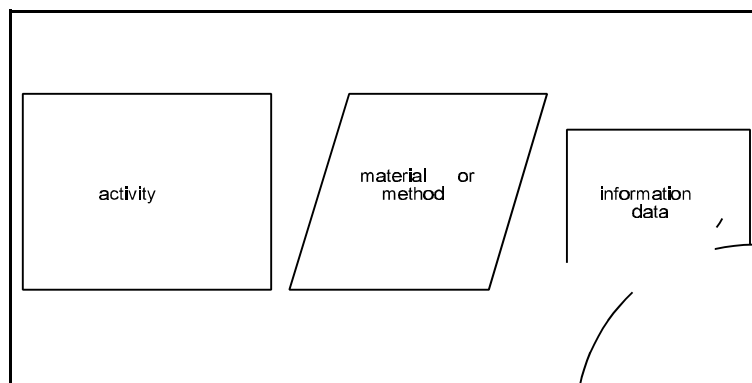 activity
material or
method
information
data